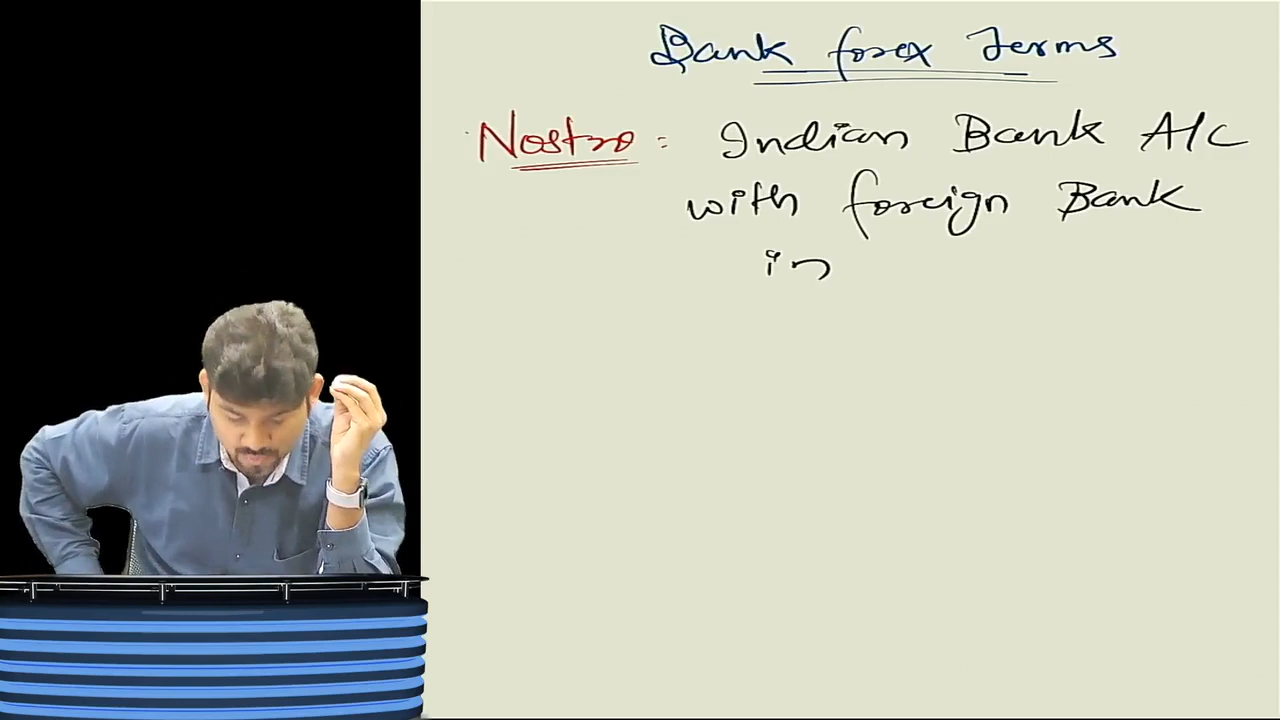 Bank forex Terms
Nostro = Indian Bank A/C
with foreign Bank
in